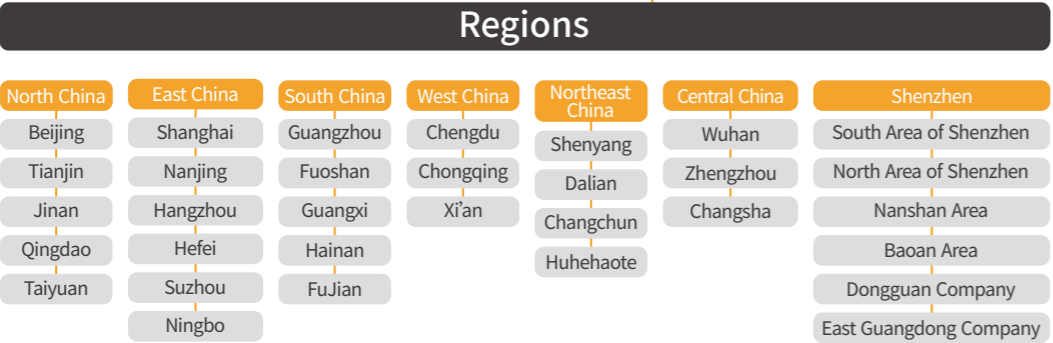 Regions
North China
Beijing
Tianjin
Jinan
Qingdao
Taiyuan
East China
Shanghai
Nanjing
Hangzhou
Hefei
Suzhou
Ningbo
South China
Guangzhou
Fuoshan
Guangxi
Hainan
FuJian
West China
Chengdu
Chongqing
Xi’an
Northeast
China
Shenyang
Dalian
Changchun
Huhehaote
Central China
Wuhan
Zhengzhou
Changsha
Shenzhen
South Area of Shenzhen
North Area of Shenzhen
Nanshan Area
Baoan Area
Dongguan Company
East Guangdong Company